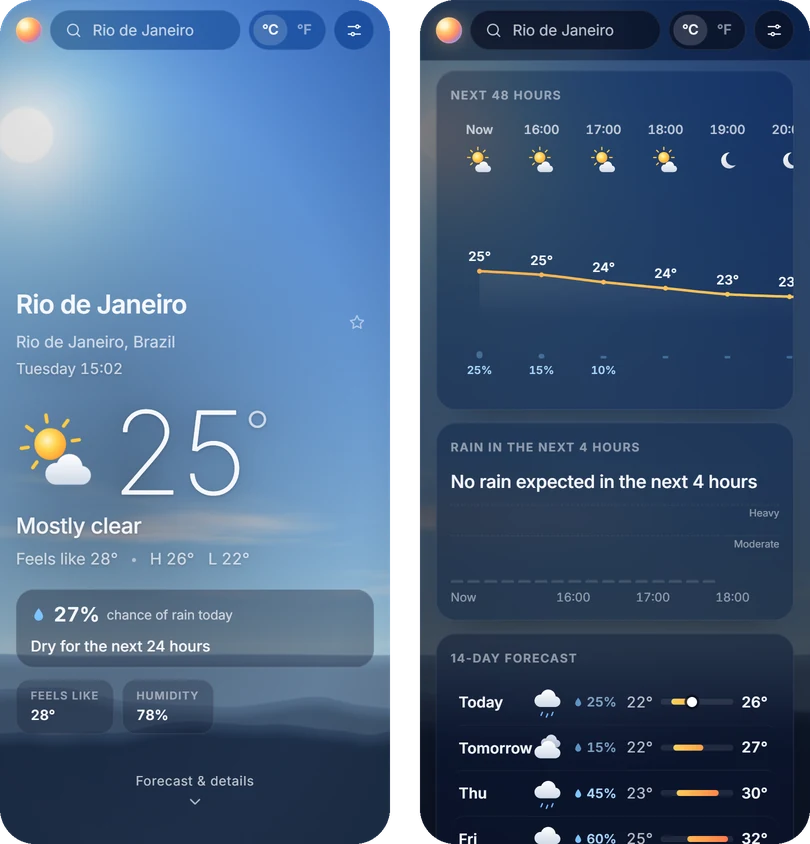 Rio de Janeiro
°C °F
Rio de Janeiro
Rio de Janeiro, Brazil
Tuesday 15:02
25°
Mostly clear
Feels like 28° • H 26° L 22°
27% chance of rain today
Dry for the next 24 hours
FEELS LIKE
28°
HUMIDITY
78%
Forecast & details
Rio de Janeiro
°C °F
NEXT 48 HOURS
Now 16:00 17:00 18:00 19:00
25° 25° 24° 24° 23° 23
25% 15% 10%
RAIN IN THE NEXT 4 HOURS
No rain expected in the next 4 hours
Heavy
Moderate
Now 16:00 17:00 18:00
14-DAY FORECAST
Today 25% 22° 26°
Tomorrow 15% 22° 27°
Thu 45% 23° 30°
Fri 60% 25° 32°